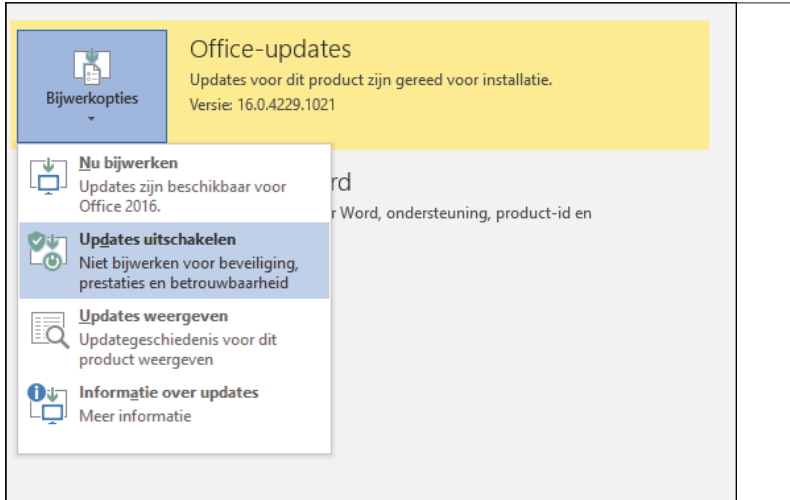 Office-updates
Updates voor dit product zijn gereed voor installatie.
Bijwerkopties
Versie: 16.0.4229.1021
Nu bijwerken
Updates zijn beschikbaar voor
Office 2016.
rd
r Word, ondersteuning, product-id en
Updates uitschakelen
Niet bijwerken voor beveiliging,
prestaties en betrouwbaarheid
Updates weergeven
Updategeschiedenis voor dit
product weergeven
Informatie over updates
Meer informatie